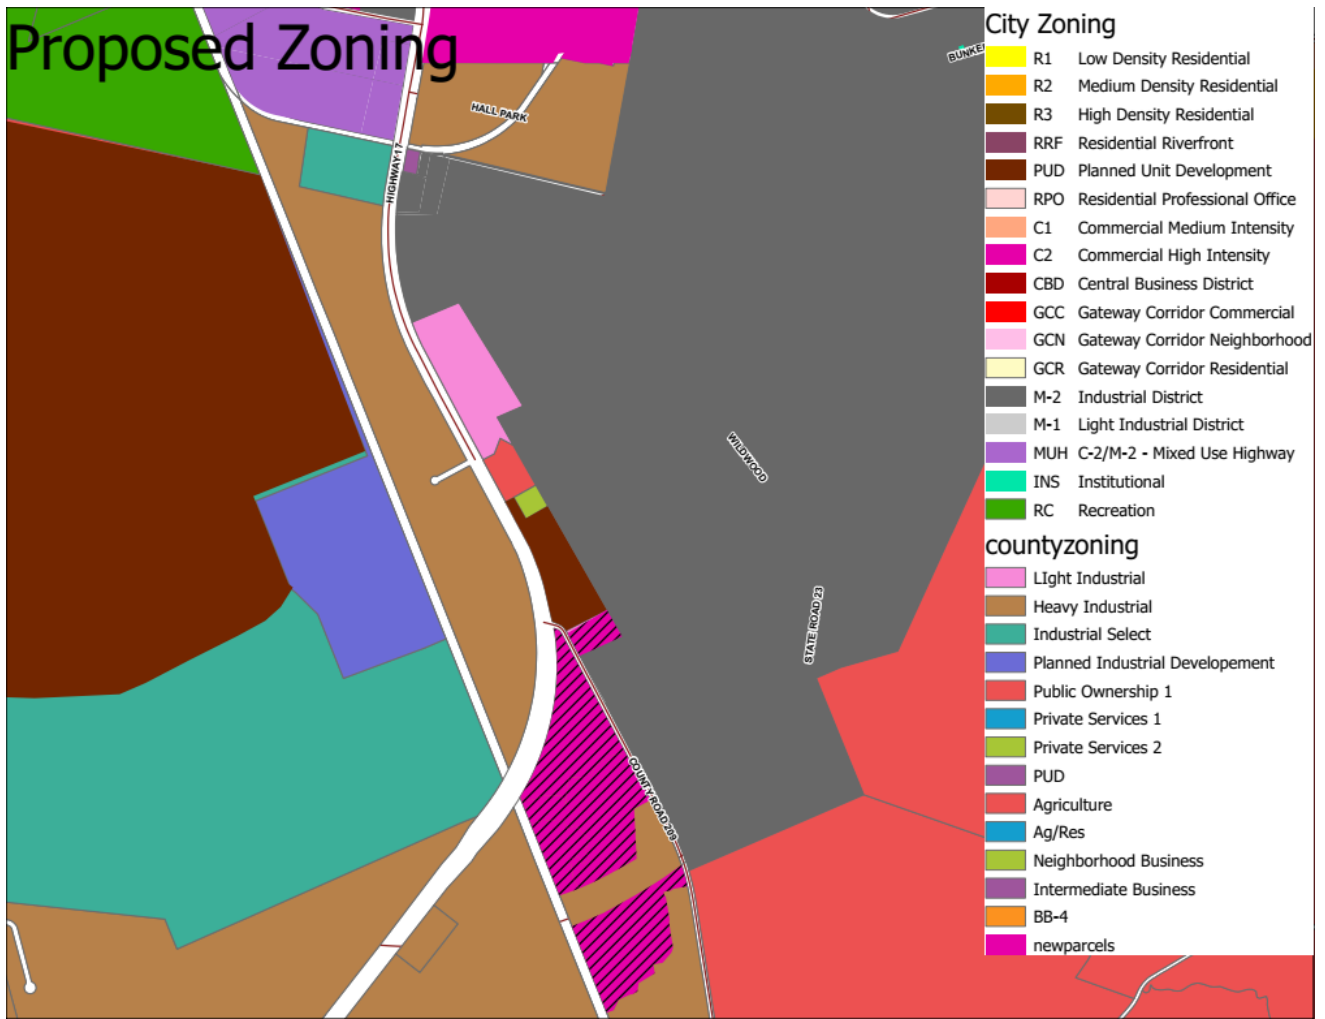 Proposed Zoning
HALL PARK
HIGHWAY 17
WILDWOOD
STATE ROAD 23
COUNTY ROAD 209
City Zoning
R1 Low Density Residential
R2 Medium Density Residential
R3 High Density Residential
RRF Residential Riverfront
PUD Planned Unit Development
RPO Residential Professional Office
C1 Commercial Medium Intensity
C2 Commercial High Intensity
CBD Central Business District
GCC Gateway Corridor Commercial
GCN Gateway Corridor Neighborhood
GCR Gateway Corridor Residential
M-2 Industrial District
M-1 Light Industrial District
MUH C-2/M-2 - Mixed Use Highway
INS Institutional
RC Recreation
countyzoning
LIght Industrial
Heavy Industrial
Industrial Select
Planned Industrial Developement
Public Ownership 1
Private Services 1
Private Services 2
PUD
Agriculture
Ag/Res
Neighborhood Business
Intermediate Business
BB-4
newparcels